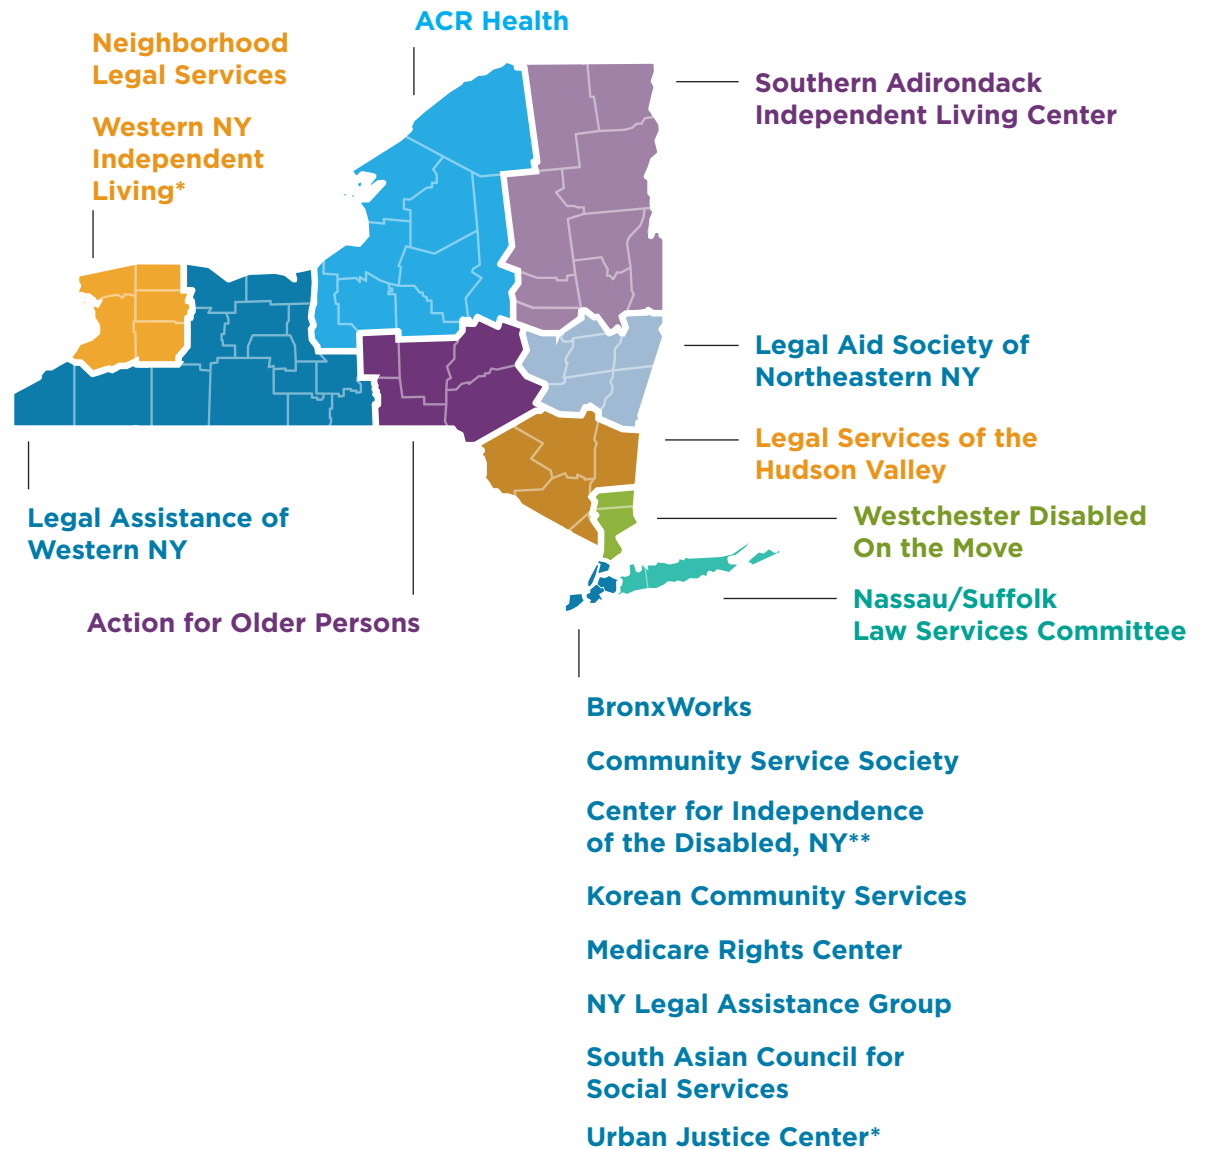 ACR Health
Neighborhood
Legal Services
Western NY
Independent
Living*
Southern Adirondack
Independent Living Center
Legal Aid Society of
Northeastern NY
Legal Services of the
Hudson Valley
Legal Assistance of
Western NY
Westchester Disabled
On the Move
Action for Older Persons
Nassau/Suffolk
Law Services Committee
BronxWorks
Community Service Society
Center for Independence
of the Disabled, NY**
Korean Community Services
Medicare Rights Center
NY Legal Assistance Group
South Asian Council for
Social Services
Urban Justice Center*